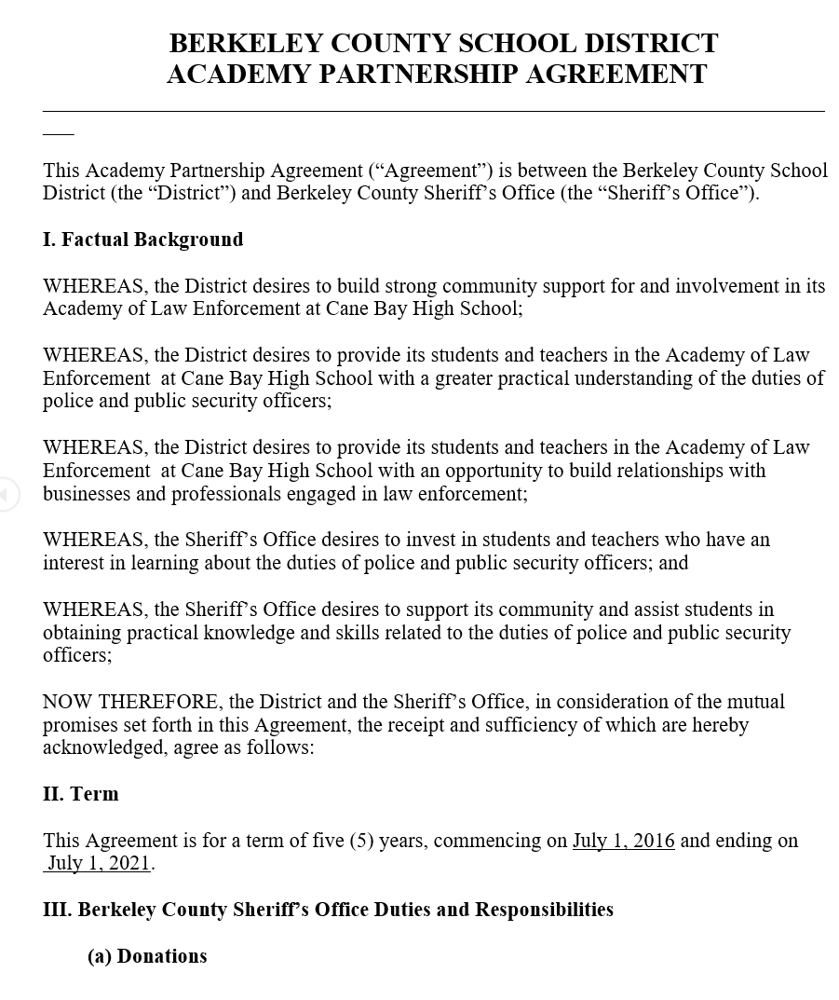 BERKELEY COUNTY SCHOOL DISTRICT
ACADEMY PARTNERSHIP AGREEMENT
This Academy Partnership Agreement (“Agreement”) is between the Berkeley County School
District (the “District”) and Berkeley County Sheriff’s Office (the “Sheriff’s Office”).
I. Factual Background
WHEREAS, the District desires to build strong community support for and involvement in its
Academy of Law Enforcement at Cane Bay High School;
WHEREAS, the District desires to provide its students and teachers in the Academy of Law
Enforcement  at Cane Bay High School with a greater practical understanding of the duties of
police and public security officers;
WHEREAS, the District desires to provide its students and teachers in the Academy of Law
Enforcement  at Cane Bay High School with an opportunity to build relationships with
businesses and professionals engaged in law enforcement;
WHEREAS, the Sheriff’s Office desires to invest in students and teachers who have an
interest in learning about the duties of police and public security officers; and
WHEREAS, the Sheriff’s Office desires to support its community and assist students in
obtaining practical knowledge and skills related to the duties of police and public security
officers;
NOW THEREFORE, the District and the Sheriff’s Office, in consideration of the mutual
promises set forth in this Agreement, the receipt and sufficiency of which are hereby
acknowledged, agree as follows:
II. Term
This Agreement is for a term of five (5) years, commencing on July 1, 2016 and ending on
July 1, 2021.
III. Berkeley County Sheriff’s Office Duties and Responsibilities
(a) Donations